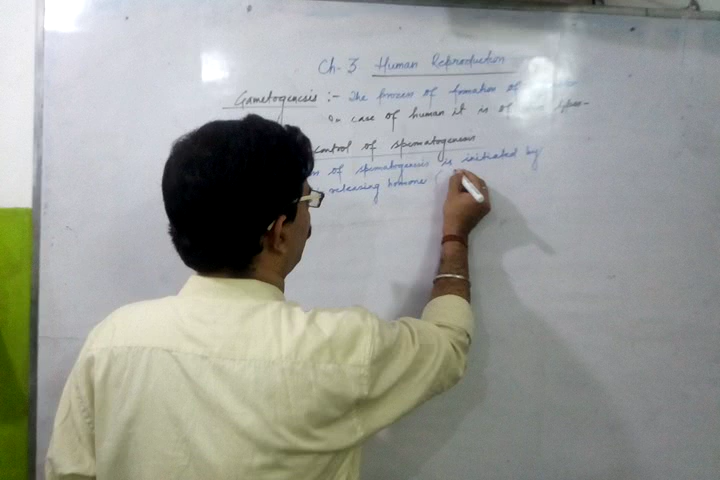 Ch-3 Human Reproduction
Gametogenesis :- The process of formation of
In case of human it is of types-
control of spermatogenesis
of spermatogenesis is initiated by
releasing hormone (